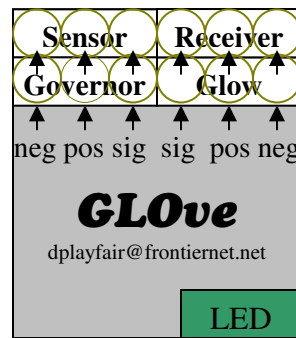 Sensor Receiver
Governor Glow
neg pos sig sig pos neg
GLOve
dplayfair@frontiernet.net
LED